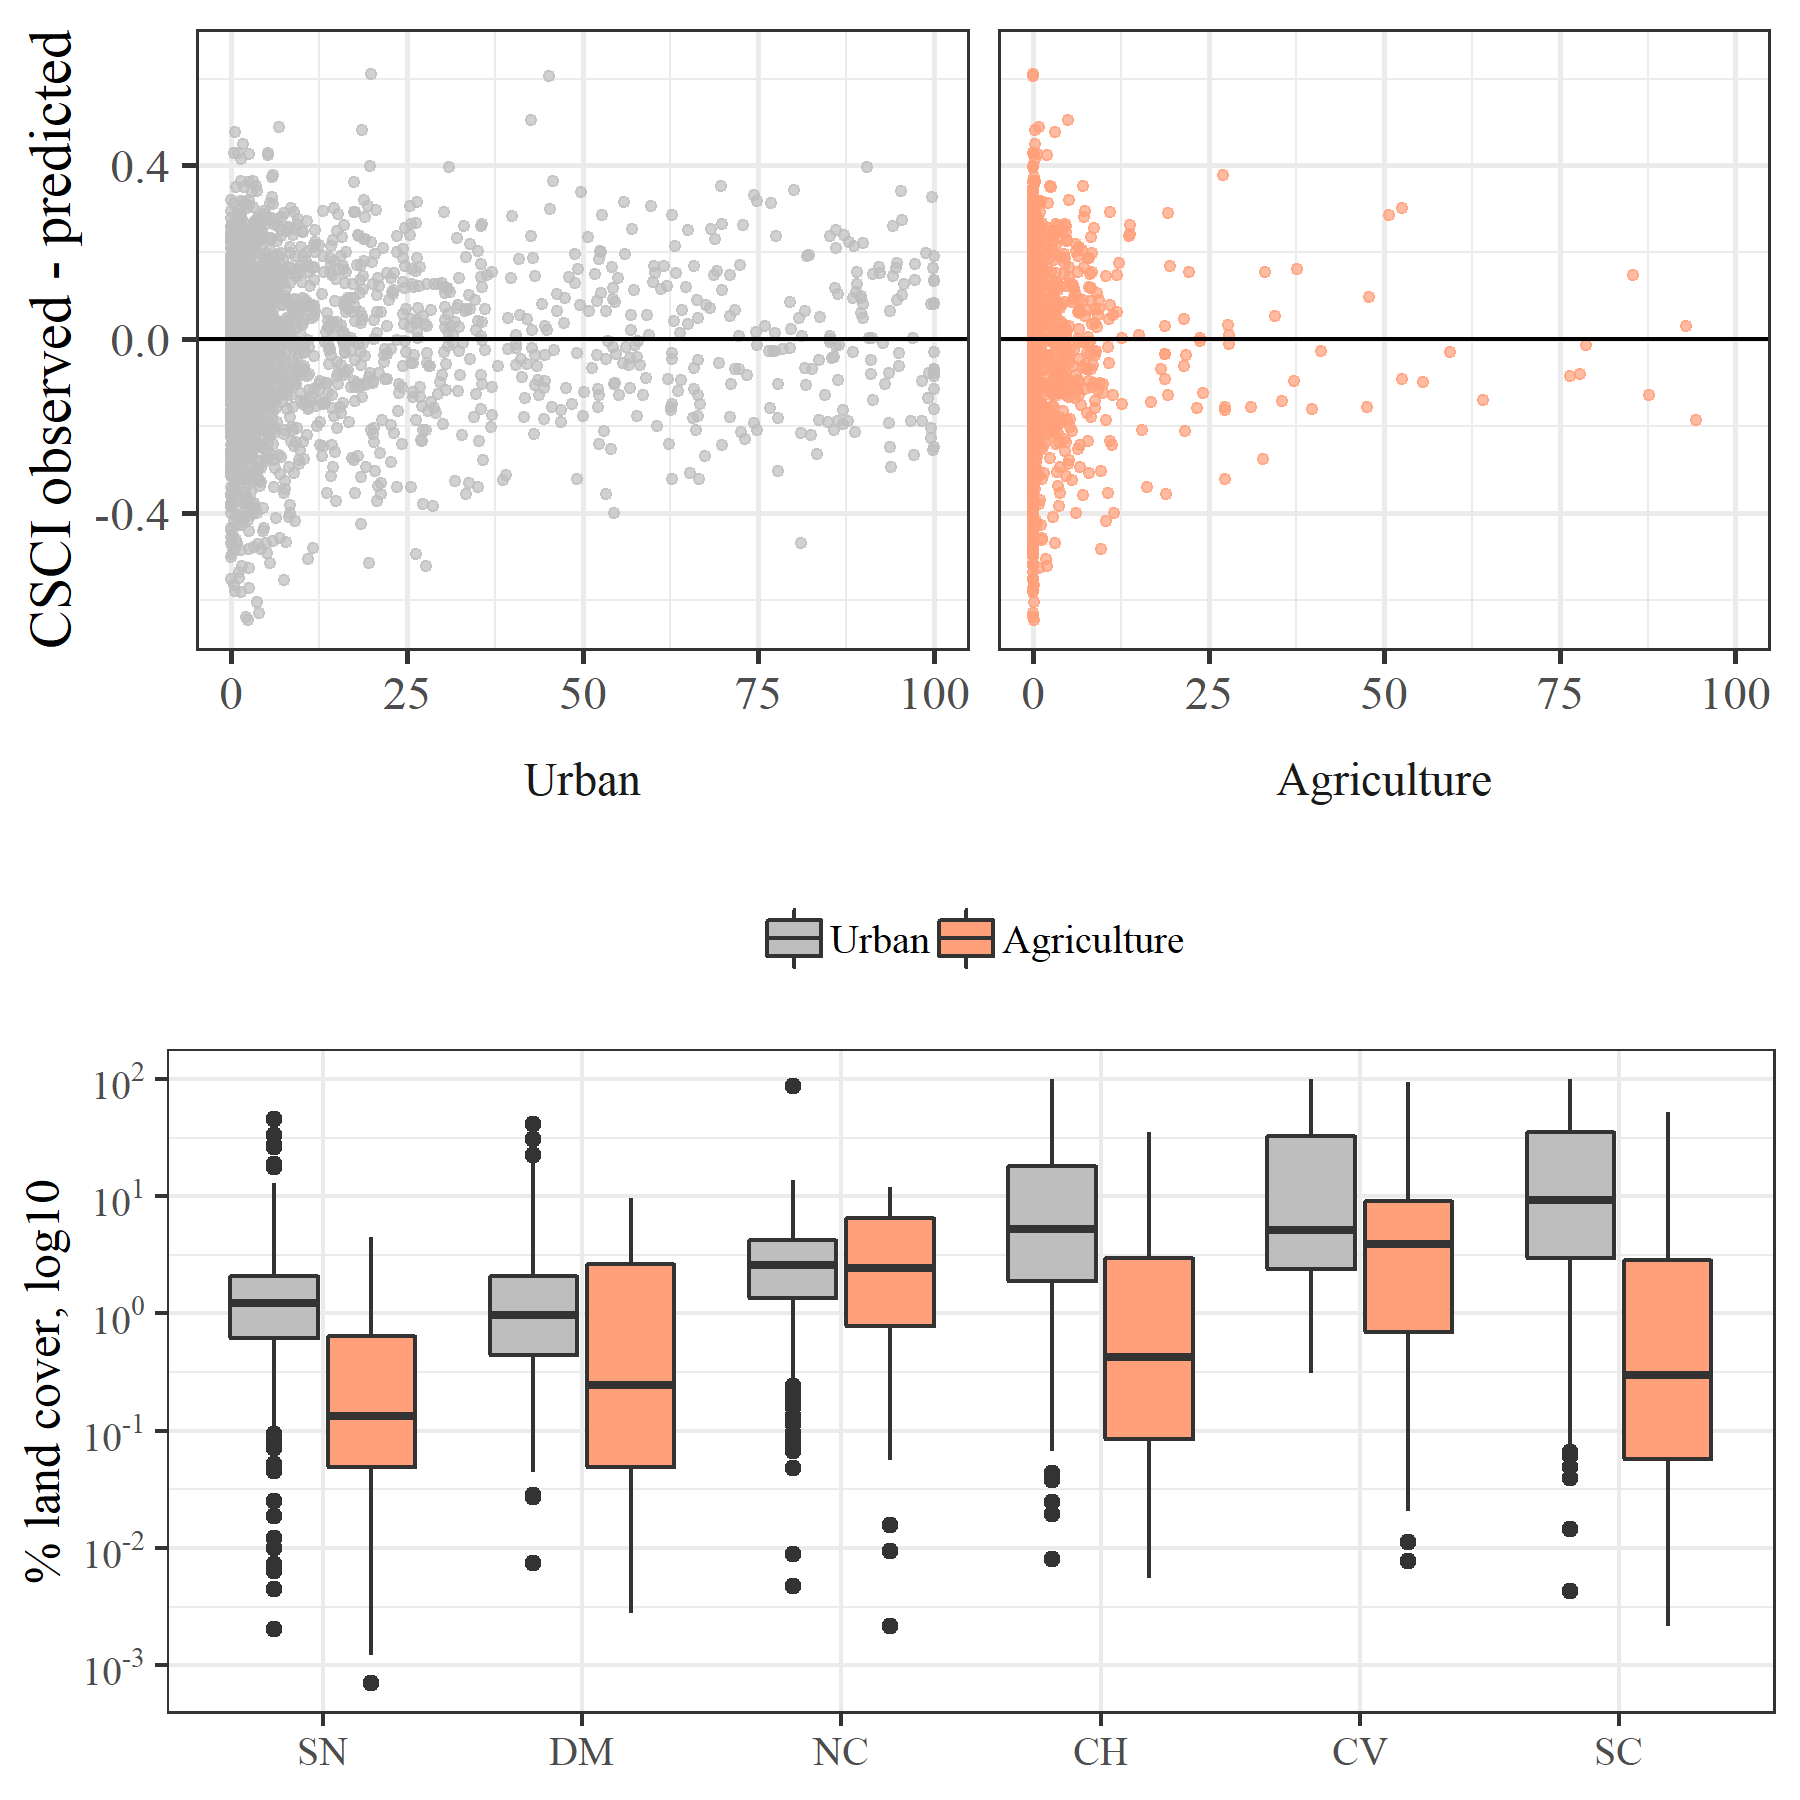 CSCI observed - predicted
0.4
0.0
-0.4
0 25 50 75 100
0 25 50 75 100
Urban
Agriculture
Urban Agriculture
% land cover, log10
10²
10¹
10⁰
10⁻¹
10⁻²
10⁻³
SN DM NC CH CV SC